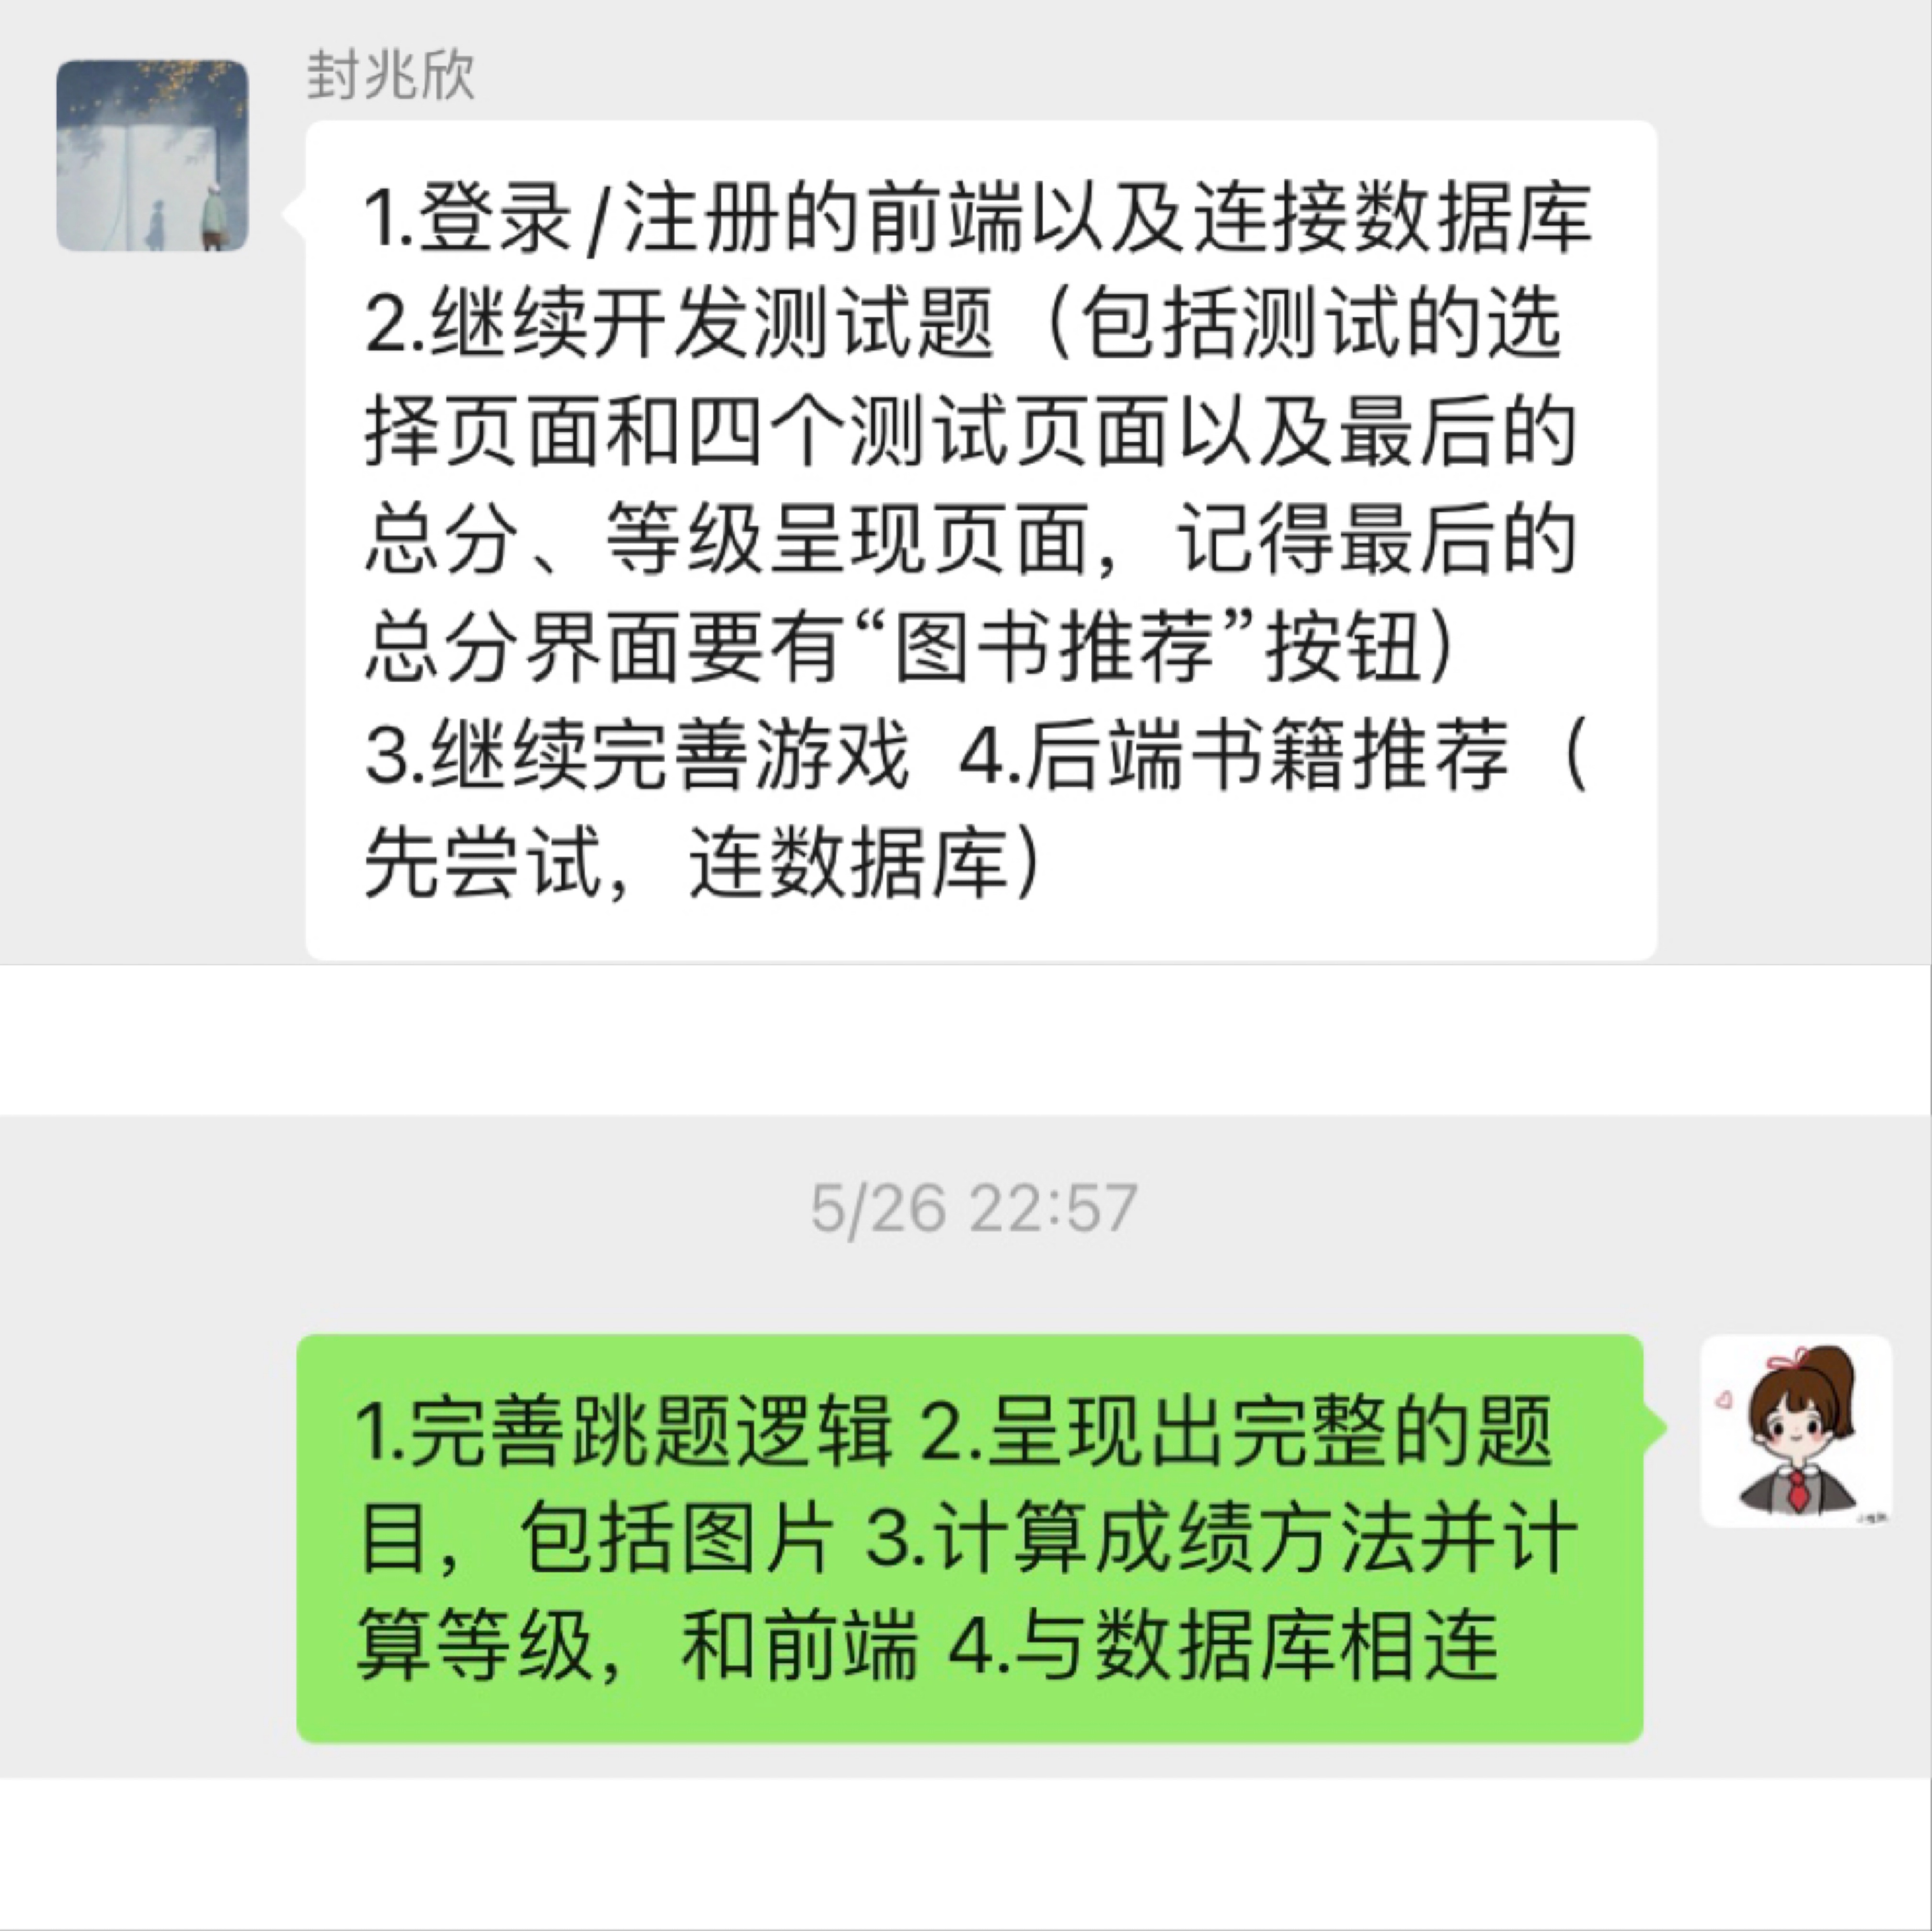 封兆欣
1.登录/注册的前端以及连接数据库
2.继续开发测试题（包括测试的选
择页面和四个测试页面以及最后的
总分、等级呈现页面，记得最后的
总分界面要有“图书推荐”按钮）
3.继续完善游戏  4.后端书籍推荐（
先尝试，连数据库）
5/26 22:57
1.完善跳题逻辑 2.呈现出完整的题
目，包括图片 3.计算成绩方法并计
算等级，和前端 4.与数据库相连